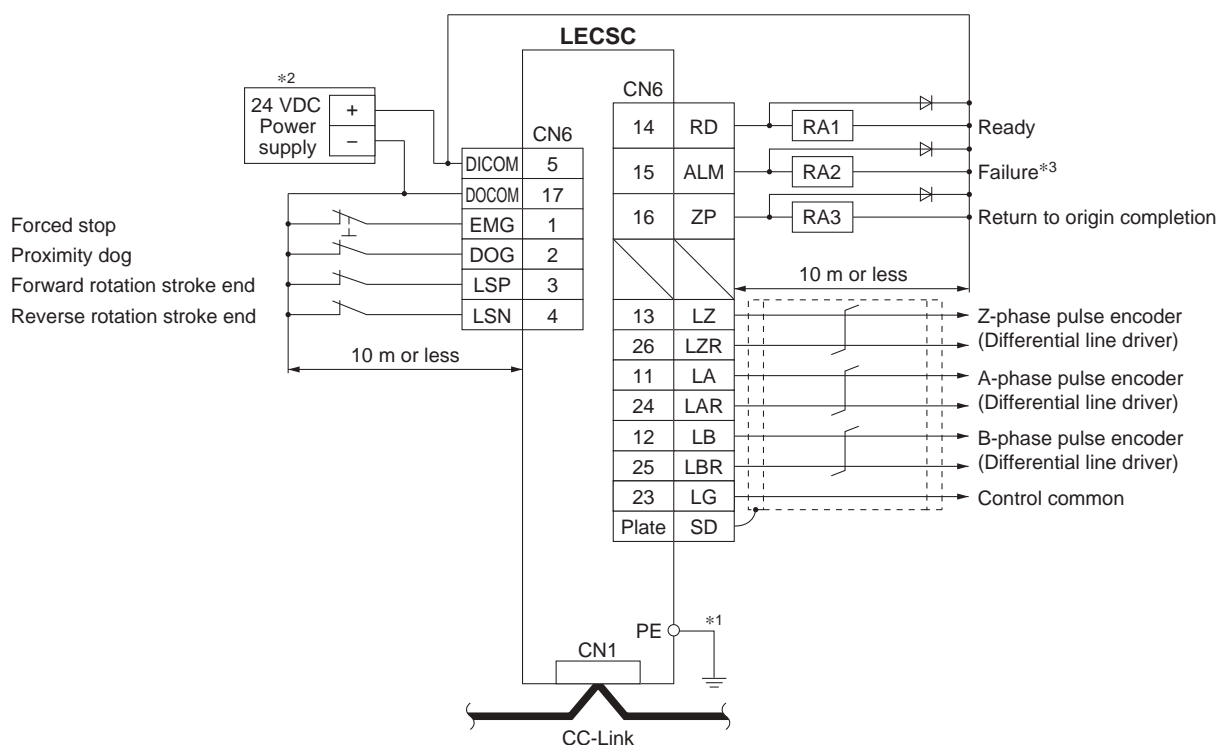 LECSC
*2
24 VDC
Power
supply
+
−
CN6
DICOM 5
DOCOM 17
EMG 1
DOG 2
LSP 3
LSN 4
Forced stop
Proximity dog
Forward rotation stroke end
Reverse rotation stroke end
10 m or less
CN6
14 RD RA1 Ready
15 ALM RA2 Failure*3
16 ZP RA3 Return to origin completion
10 m or less
13 LZ Z-phase pulse encoder
26 LZR (Differential line driver)
11 LA A-phase pulse encoder
24 LAR (Differential line driver)
12 LB B-phase pulse encoder
25 LBR (Differential line driver)
23 LG Control common
Plate SD
PE *1
CN1
CC-Link